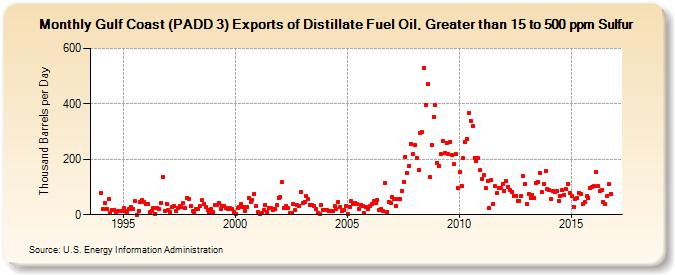 Monthly Gulf Coast (PADD 3) Exports of Distillate Fuel Oil, Greater than 15 to 500 ppm Sulfur
Thousand Barrels per Day
600
400
200
0
1995 2000 2005 2010 2015
Source: U.S. Energy Information Administration